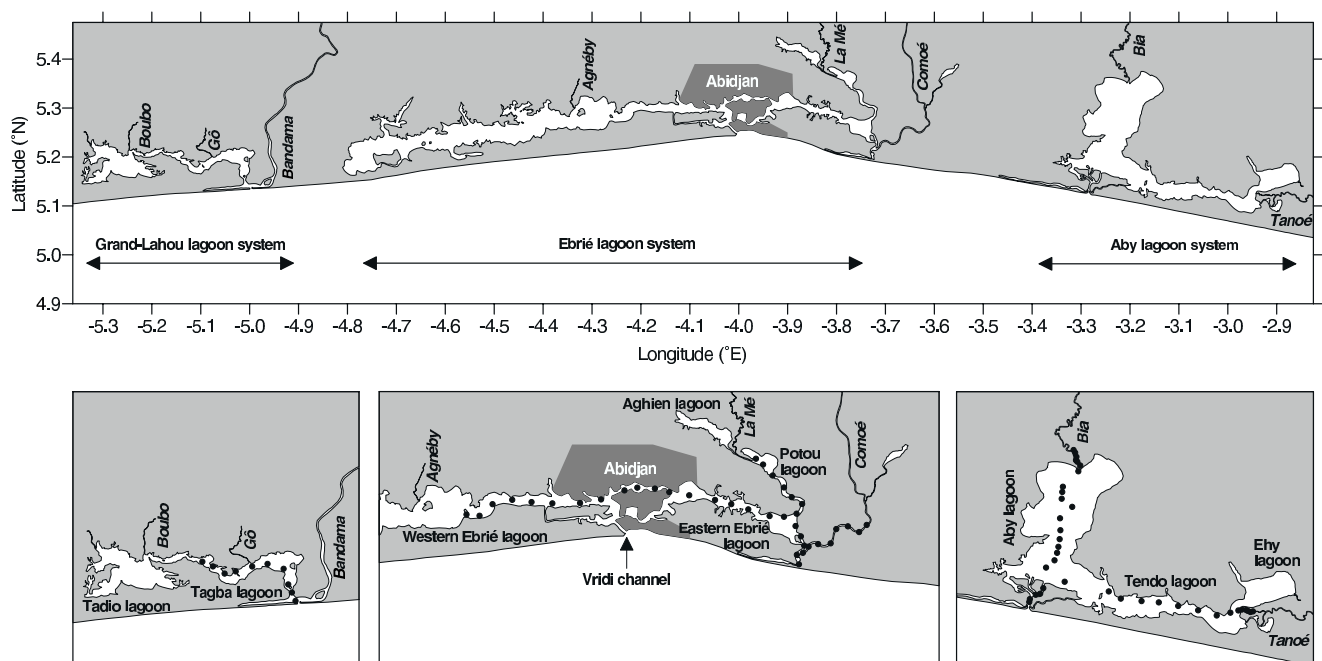 5.4
5.3
5.2
5.1
5.0
4.9
Latitude (˚N)
Boubo
Gô
Bandama
Agnéby
Abidjan
La Mé
Comoé
Bia
Tanoé
Grand-Lahou lagoon system
Ebrié lagoon system
Aby lagoon system
-5.3 -5.2 -5.1 -5.0 -4.9 -4.8 -4.7 -4.6 -4.5 -4.4 -4.3 -4.2 -4.1 -4.0 -3.9 -3.8 -3.7 -3.6 -3.5 -3.4 -3.3 -3.2 -3.1 -3.0 -2.9
Longitude (˚E)
Boubo
Gô
Bandama
Tagba lagoon
Tadio lagoon
Aghien lagoon
La Mé
Agnéby
Abidjan
Potou
lagoon
Comoé
Western Ebrié lagoon
Eastern Ebrié
lagoon
Vridi channel
Bia
Aby lagoon
Ehy
lagoon
Tendo lagoon
Tanoé